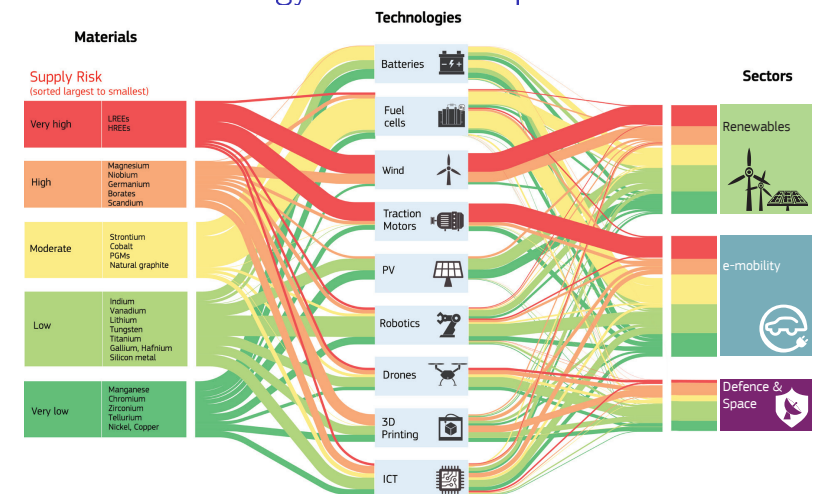 Technologies
Materials
Supply Risk
(sorted largest to smallest)
Very high
LREEs
HREEs
High
Magnesium
Niobium
Germanium
Borates
Scandium
Moderate
Strontium
Cobalt
PGMs
Natural graphite
Low
Indium
Vanadium
Lithium
Tungsten
Titanium
Gallium, Hafnium
Silicon metal
Very low
Manganese
Chromium
Zirconium
Tellurium
Nickel, Copper
Batteries
Fuel
cells
Wind
Traction
Motors
PV
Robotics
Drones
3D
Printing
ICT
Sectors
Renewables
e-mobility
Defence &
Space